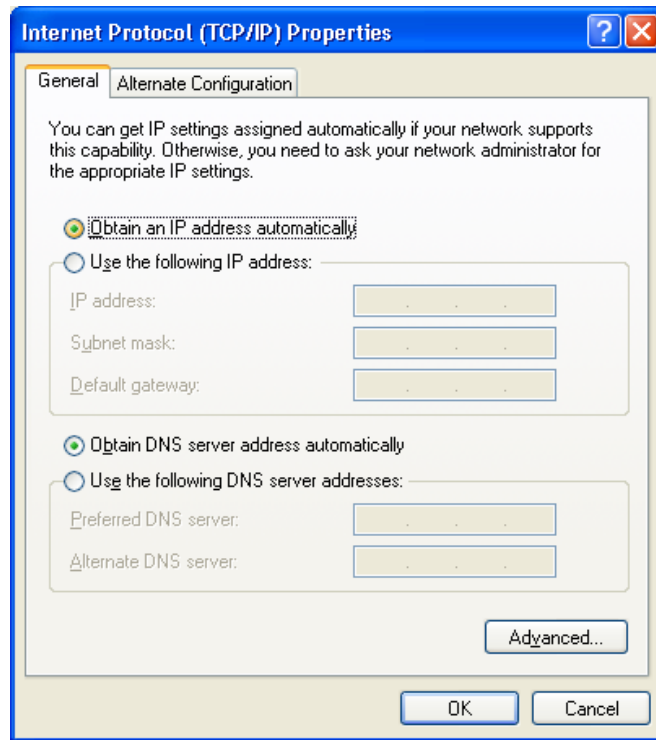 Internet Protocol (TCP/IP) Properties
General
Alternate Configuration
You can get IP settings assigned automatically if your network supports
this capability. Otherwise, you need to ask your network administrator for
the appropriate IP settings.
Obtain an IP address automatically
Use the following IP address:
IP address:
Subnet mask:
Default gateway:
Obtain DNS server address automatically
Use the following DNS server addresses:
Preferred DNS server:
Alternate DNS server:
Advanced...
OK
Cancel